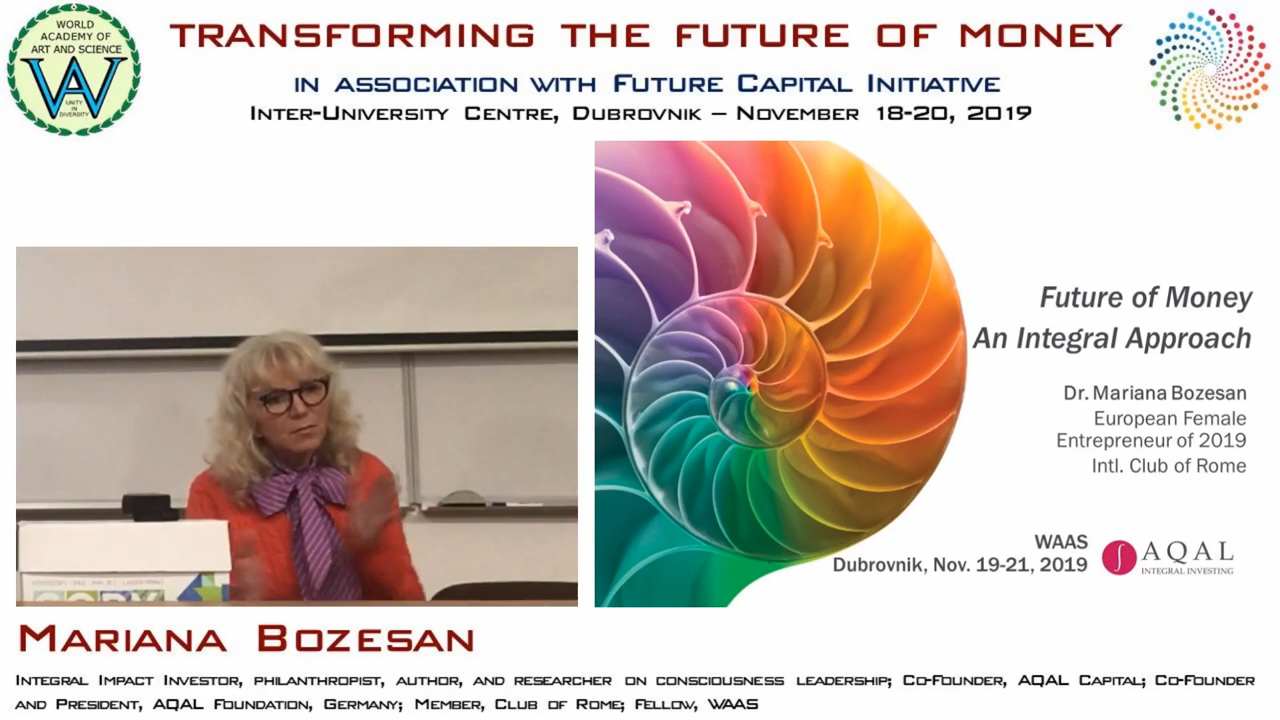 WORLD
ACADEMY OF
ART AND SCIENCE
UNITY
IN
DIVERSITY
TRANSFORMING THE FUTURE OF MONEY
IN ASSOCIATION WITH FUTURE CAPITAL INITIATIVE
INTER-UNIVERSITY CENTRE, DUBROVNIK – NOVEMBER 18-20, 2019
Future of Money
An Integral Approach
Dr. Mariana Bozesan
European Female
Entrepreneur of 2019
Intl. Club of Rome
WAAS
Dubrovnik, Nov. 19-21, 2019
AQAL
INTEGRAL INVESTING
COPY
MARIANA BOZESAN
INTEGRAL IMPACT INVESTOR, PHILANTHROPIST, AUTHOR, AND RESEARCHER ON CONSCIOUSNESS LEADERSHIP; CO-FOUNDER, AQAL CAPITAL; CO-FOUNDER
AND PRESIDENT, AQAL FOUNDATION, GERMANY; MEMBER, CLUB OF ROME; FELLOW, WAAS